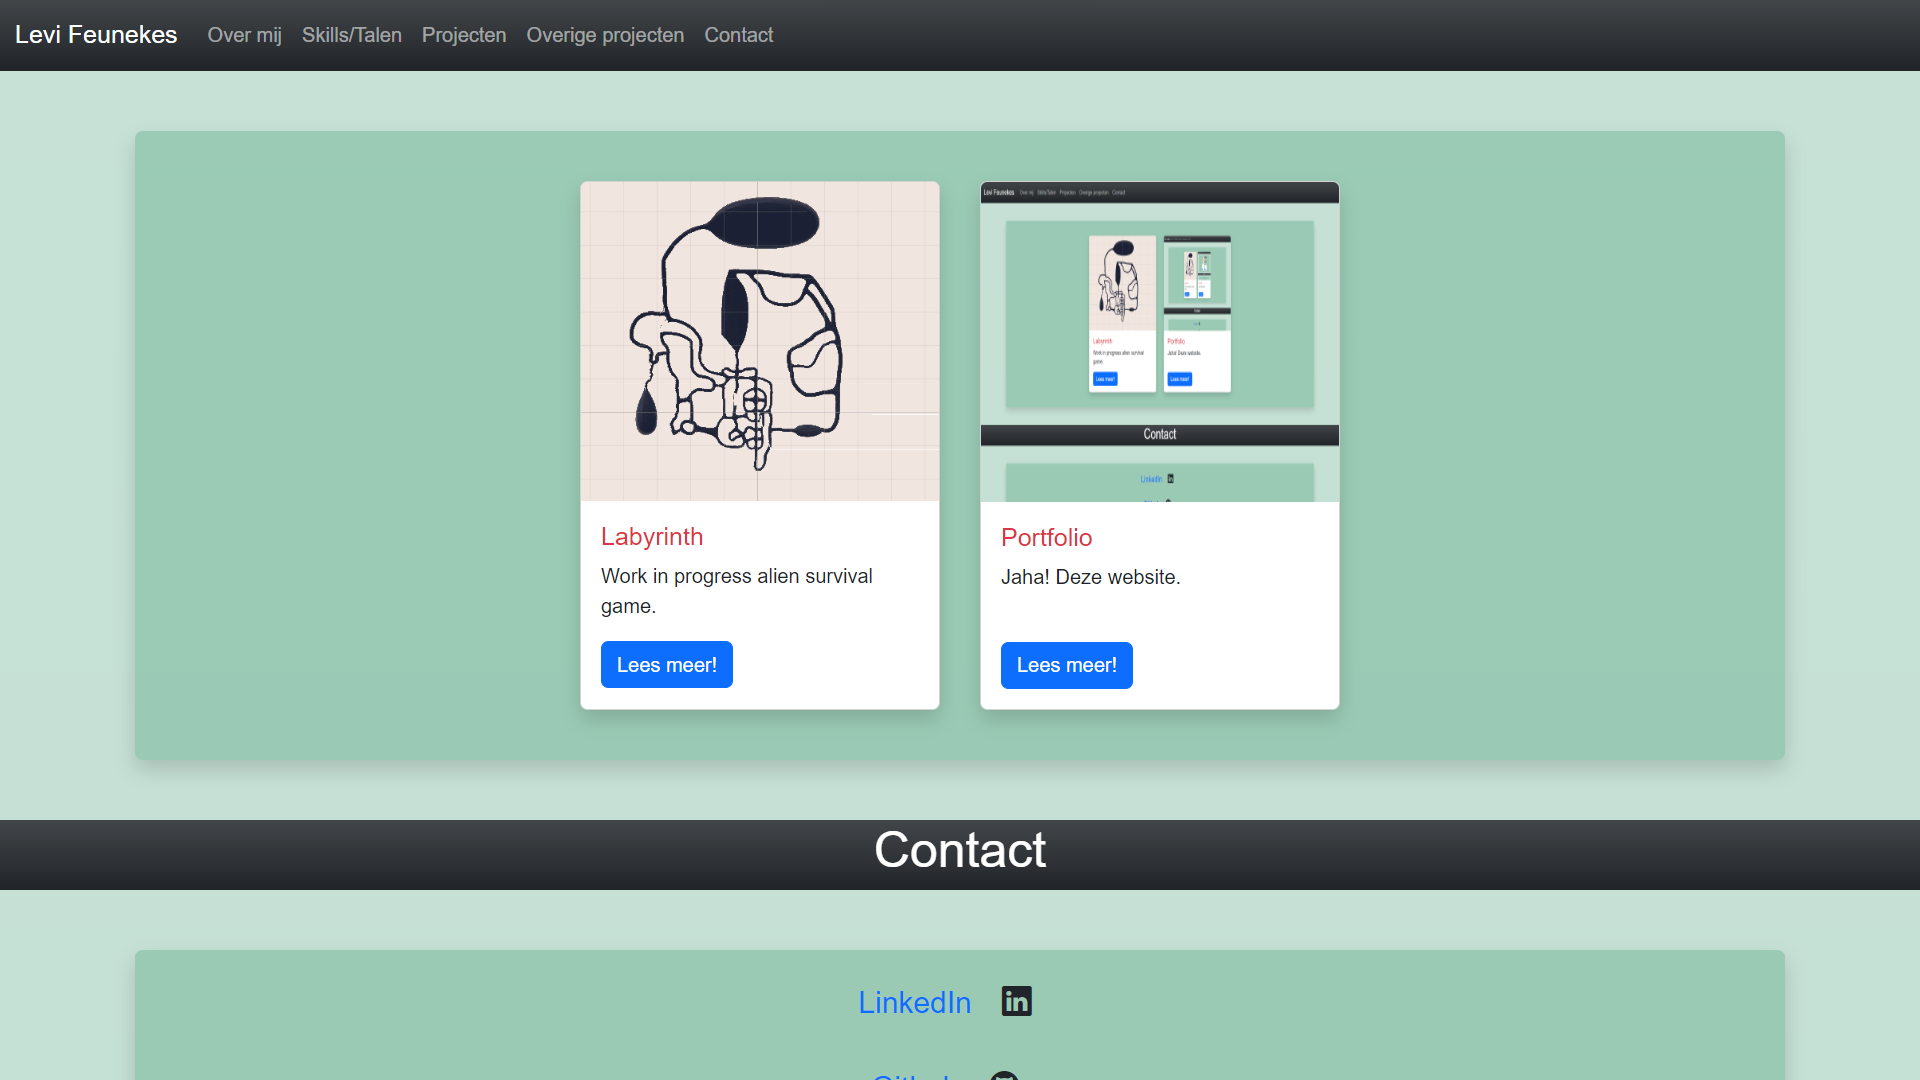 Levi Feunekes Over mij Skills/Talen Projecten Overige projecten Contact
Labyrinth
Work in progress alien survival
game.
Lees meer!
Levi Feunekes Over mij Skills/Talen Projecten Overige projecten Contact
Labyrinth
Work in progress alien survival
game.
Lees meer!
Portfolio
Jaha! Deze website.
Lees meer!
Contact
LinkedIn
Portfolio
Jaha! Deze website.
Lees meer!
Contact
LinkedIn